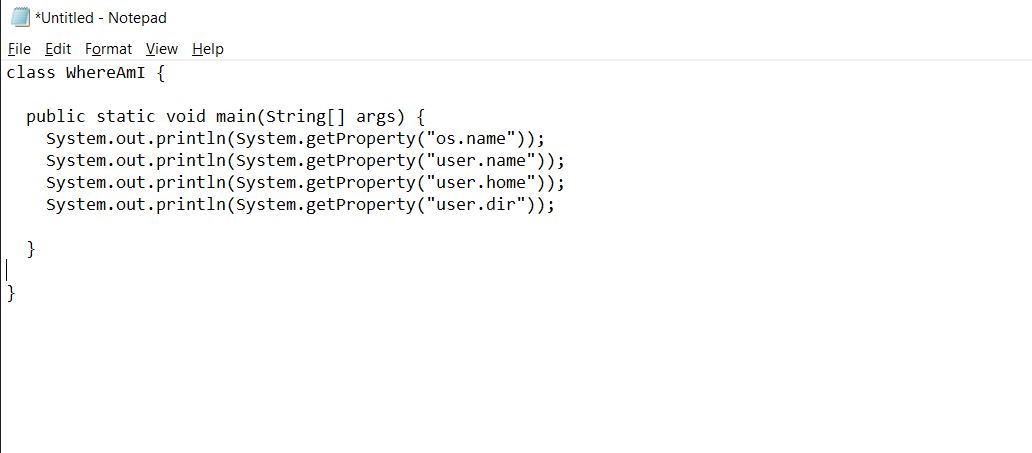 *Untitled - Notepad
File Edit Format View Help
class WhereAmI {
  public static void main(String[] args) {
    System.out.println(System.getProperty("os.name"));
    System.out.println(System.getProperty("user.name"));
    System.out.println(System.getProperty("user.home"));
    System.out.println(System.getProperty("user.dir"));
  }
}